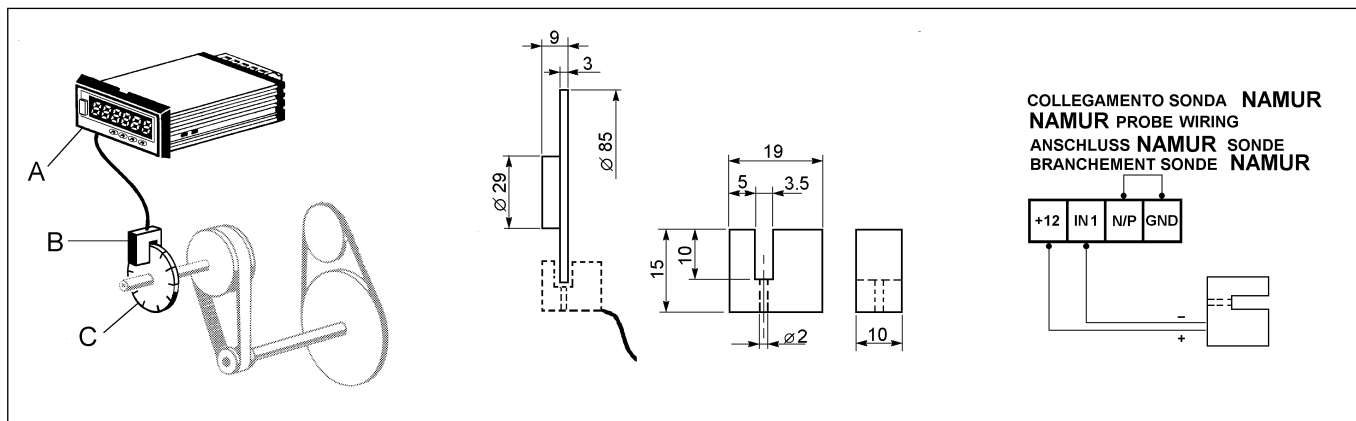 A
B
C
9
3
Ø 85
Ø 29
19
5 3.5
15
10
Ø 2
10
COLLEGAMENTO SONDA NAMUR
NAMUR PROBE WIRING
ANSCHLUSS NAMUR SONDE
BRANCHEMENT SONDE NAMUR
+12 IN1 N/P GND
−
+